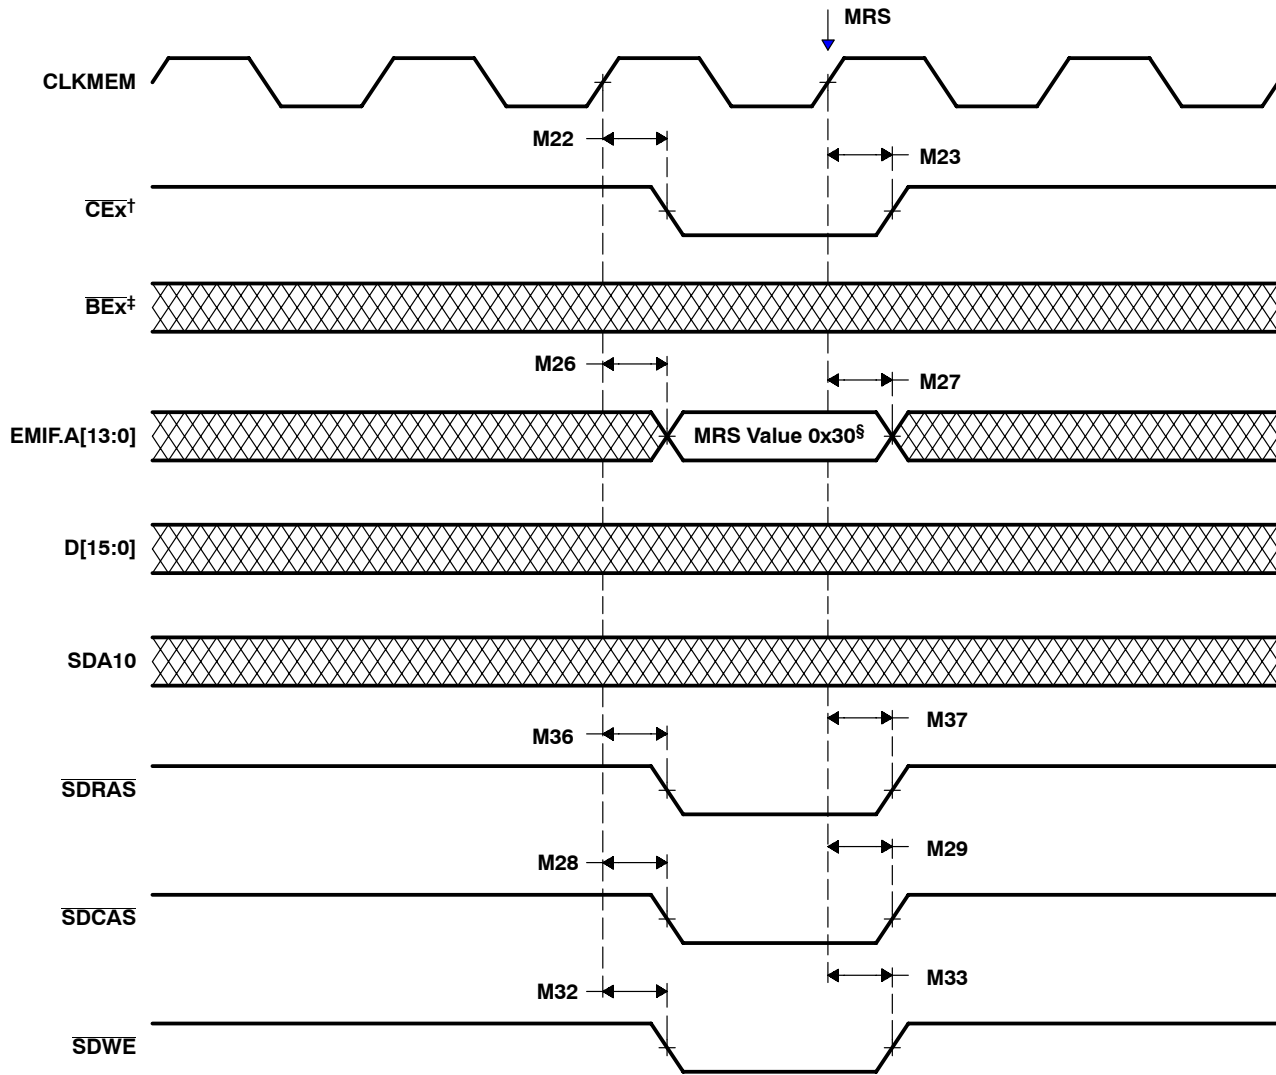 MRS
CLKMEM
M22
M23
CEx†
BEx‡
M26
M27
EMIF.A[13:0]
MRS Value 0x30§
D[15:0]
SDA10
M36
M37
SDRAS
M28
M29
SDCAS
M32
M33
SDWE